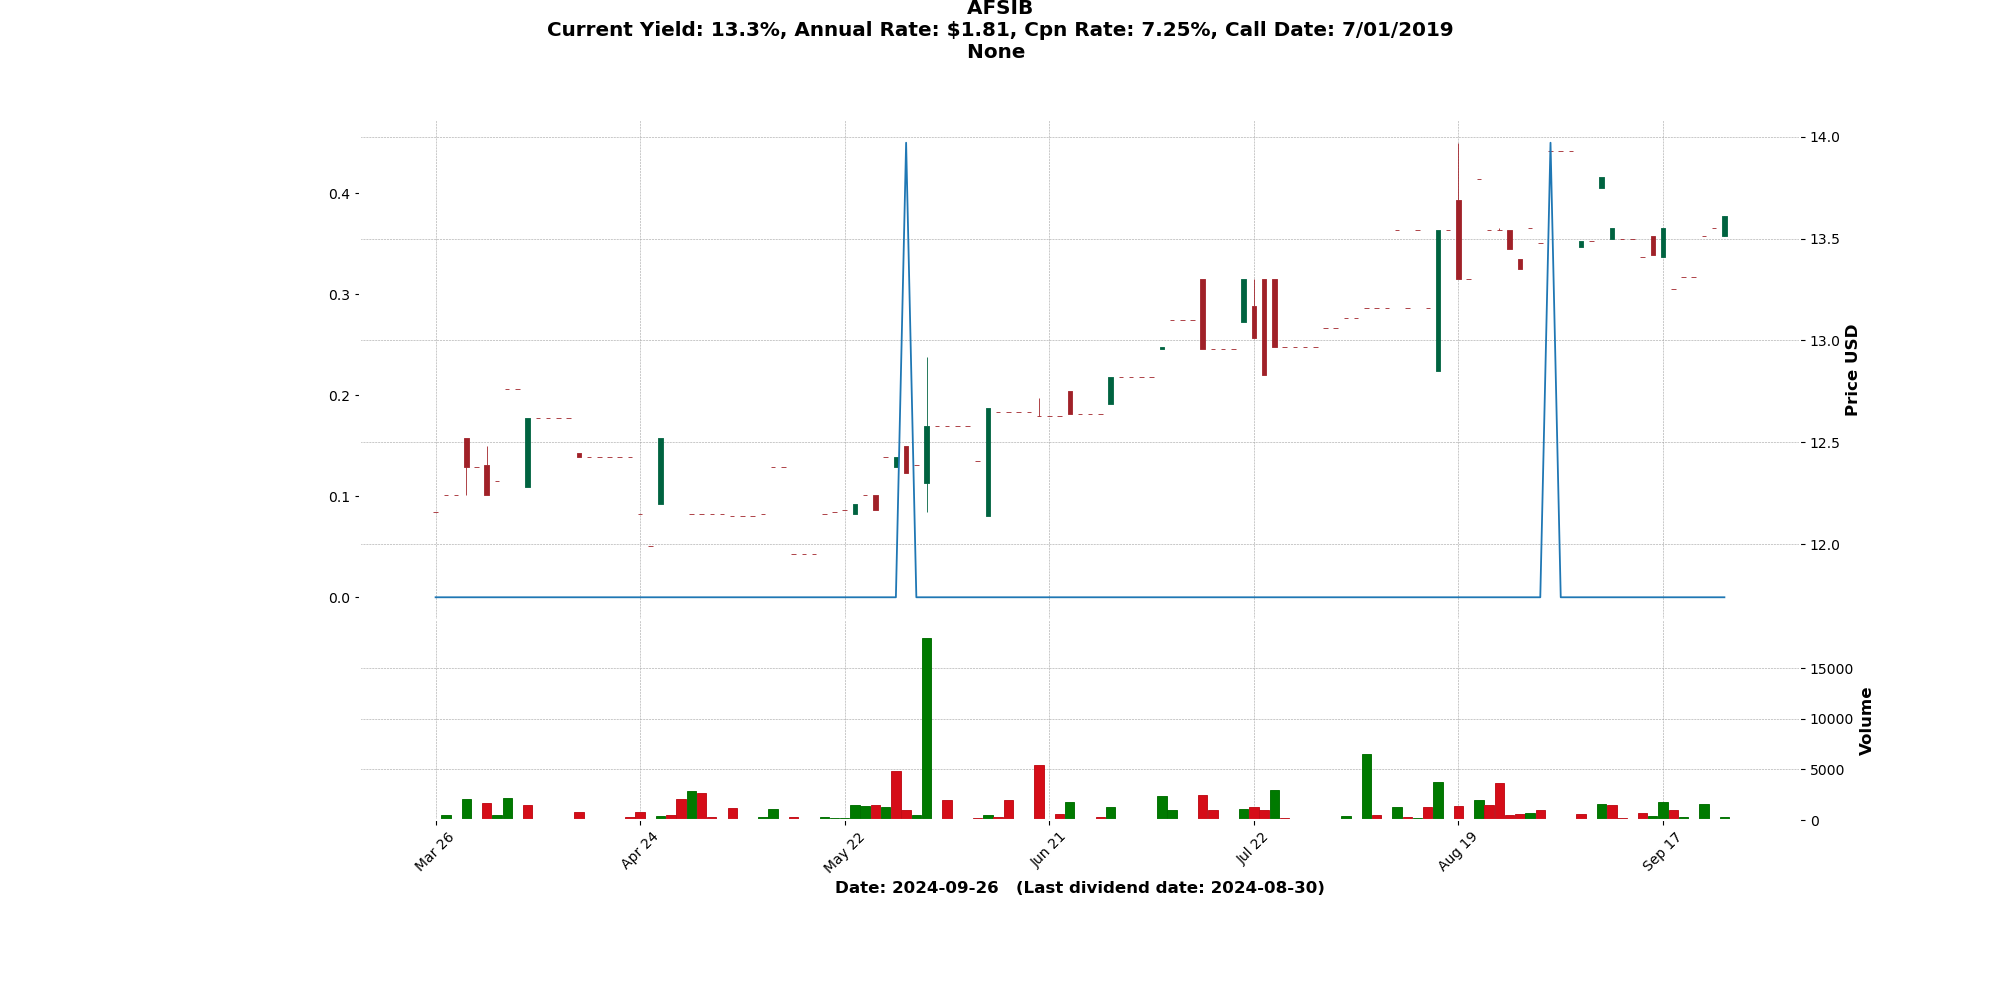 AFSIB
Current Yield: 13.3%, Annual Rate: $1.81, Cpn Rate: 7.25%, Call Date: 7/01/2019
None
14.0
0.4
13.5
0.3
13.0
Price USD
0.2
12.5
0.1
12.0
0.0
15000
10000
Volume
5000
0
Mar 26
Apr 24
May 22
Jun 21
Jul 22
Aug 19
Sep 17
Date: 2024-09-26   (Last dividend date: 2024-08-30)